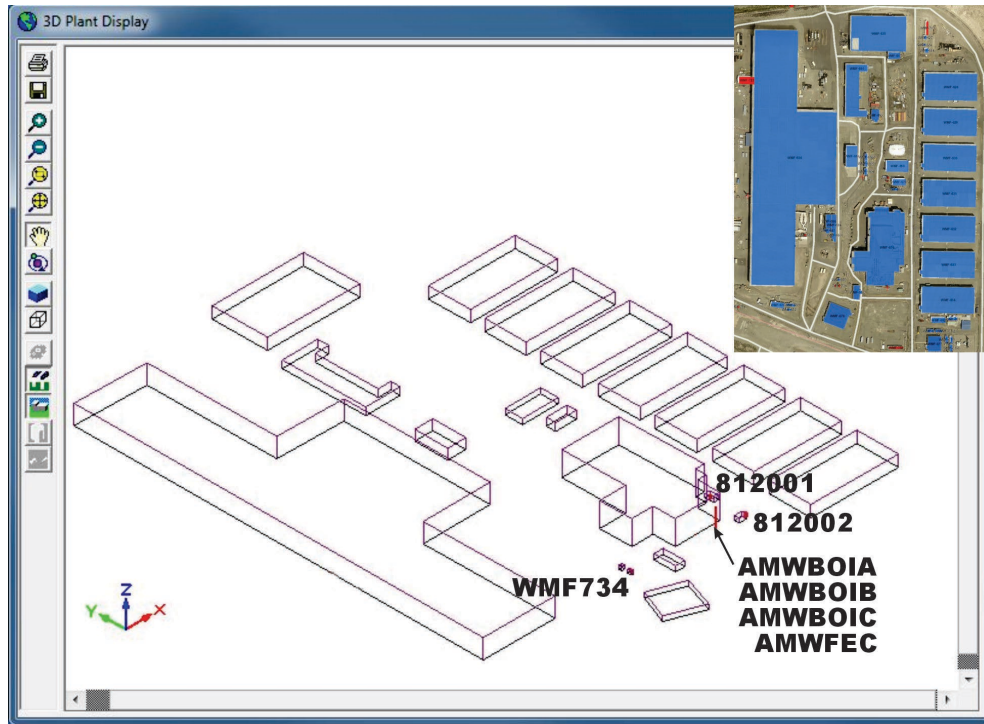 3D Plant Display
812001
812002
WMF734
AMWBOIA
AMWBOIB
AMWBOIC
AMWFEC
Z
Y
X